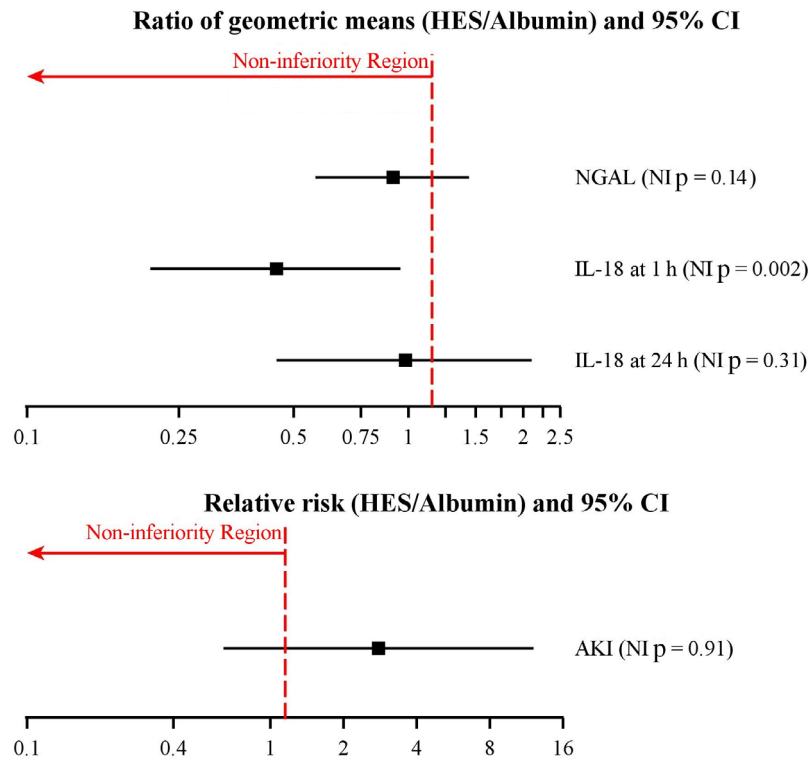 Ratio of geometric means (HES/Albumin) and 95% CI
Non-inferiority Region
NGAL (NI p = 0.14)
IL-18 at 1 h (NI p = 0.002)
IL-18 at 24 h (NI p = 0.31)
0.1 0.25 0.5 0.75 1 1.5 2 2.5
Relative risk (HES/Albumin) and 95% CI
Non-inferiority Region
AKI (NI p = 0.91)
0.1 0.4 1 2 4 8 16